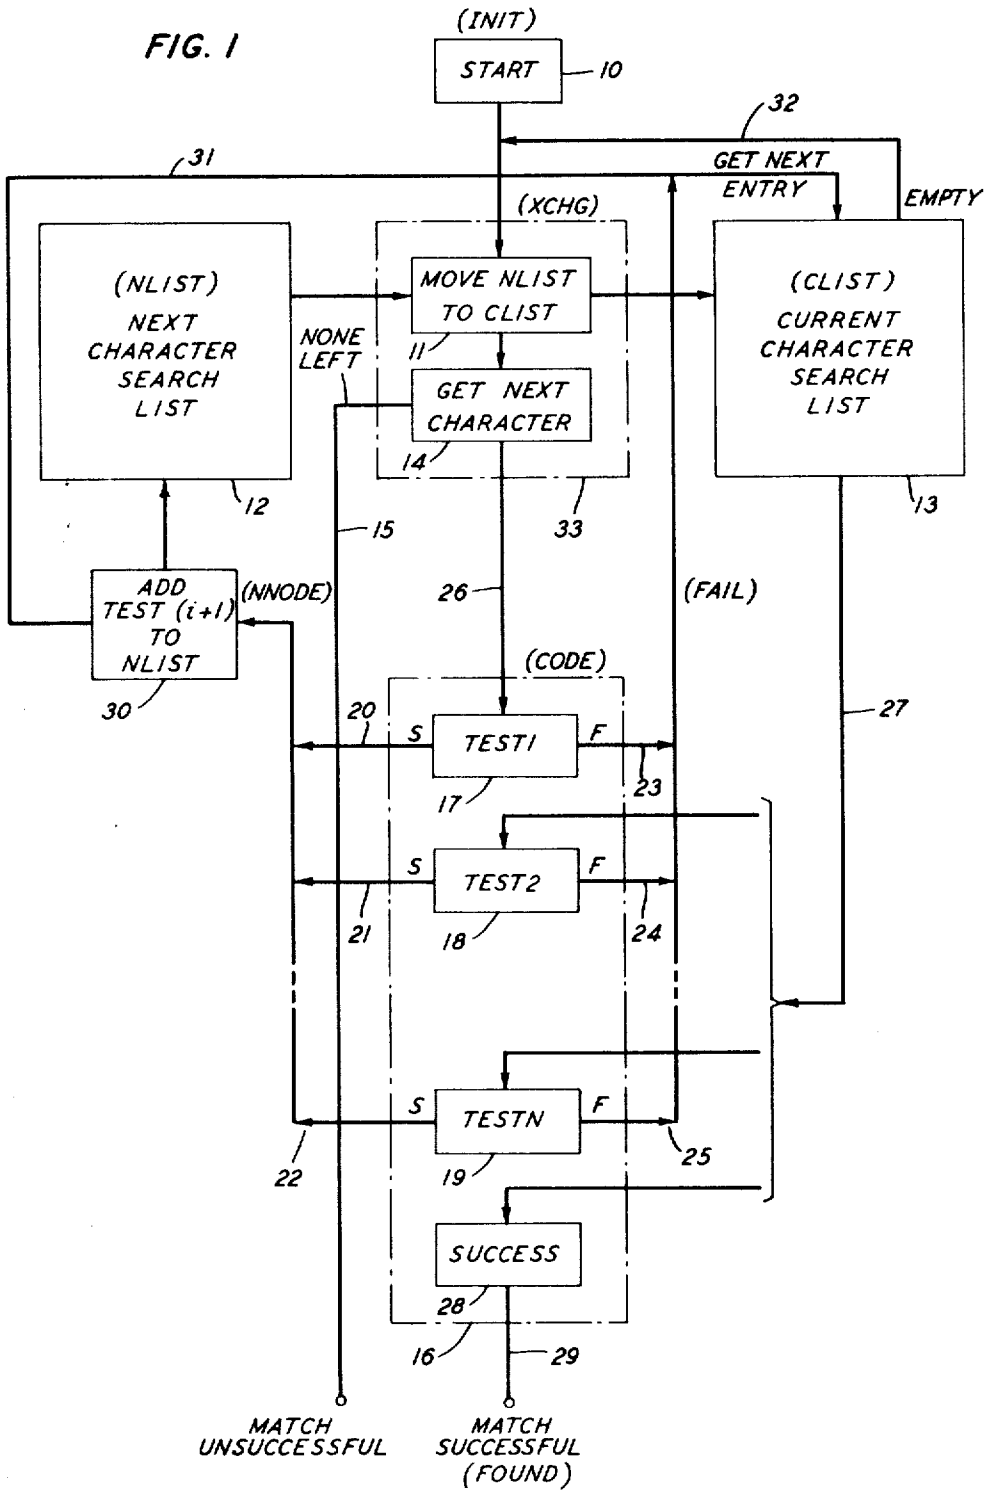 FIG. 1
(INIT)
START
10
32
31
GET NEXT
ENTRY
EMPTY
(XCHG)
(NLIST)
NEXT
CHARACTER
SEARCH
LIST
MOVE NLIST
TO CLIST
(CLIST)
CURRENT
CHARACTER
SEARCH
LIST
NONE
LEFT
11
GET NEXT
CHARACTER
14
12
15
33
13
ADD
TEST (i+1)
TO
NLIST
(NNODE)
26
(FAIL)
30
(CODE)
27
20
S
TEST1
F
17
23
S
TEST2
F
21
18
24
S
TESTN
F
22
19
25
SUCCESS
28
16
29
MATCH
UNSUCCESSFUL
MATCH
SUCCESSFUL
(FOUND)